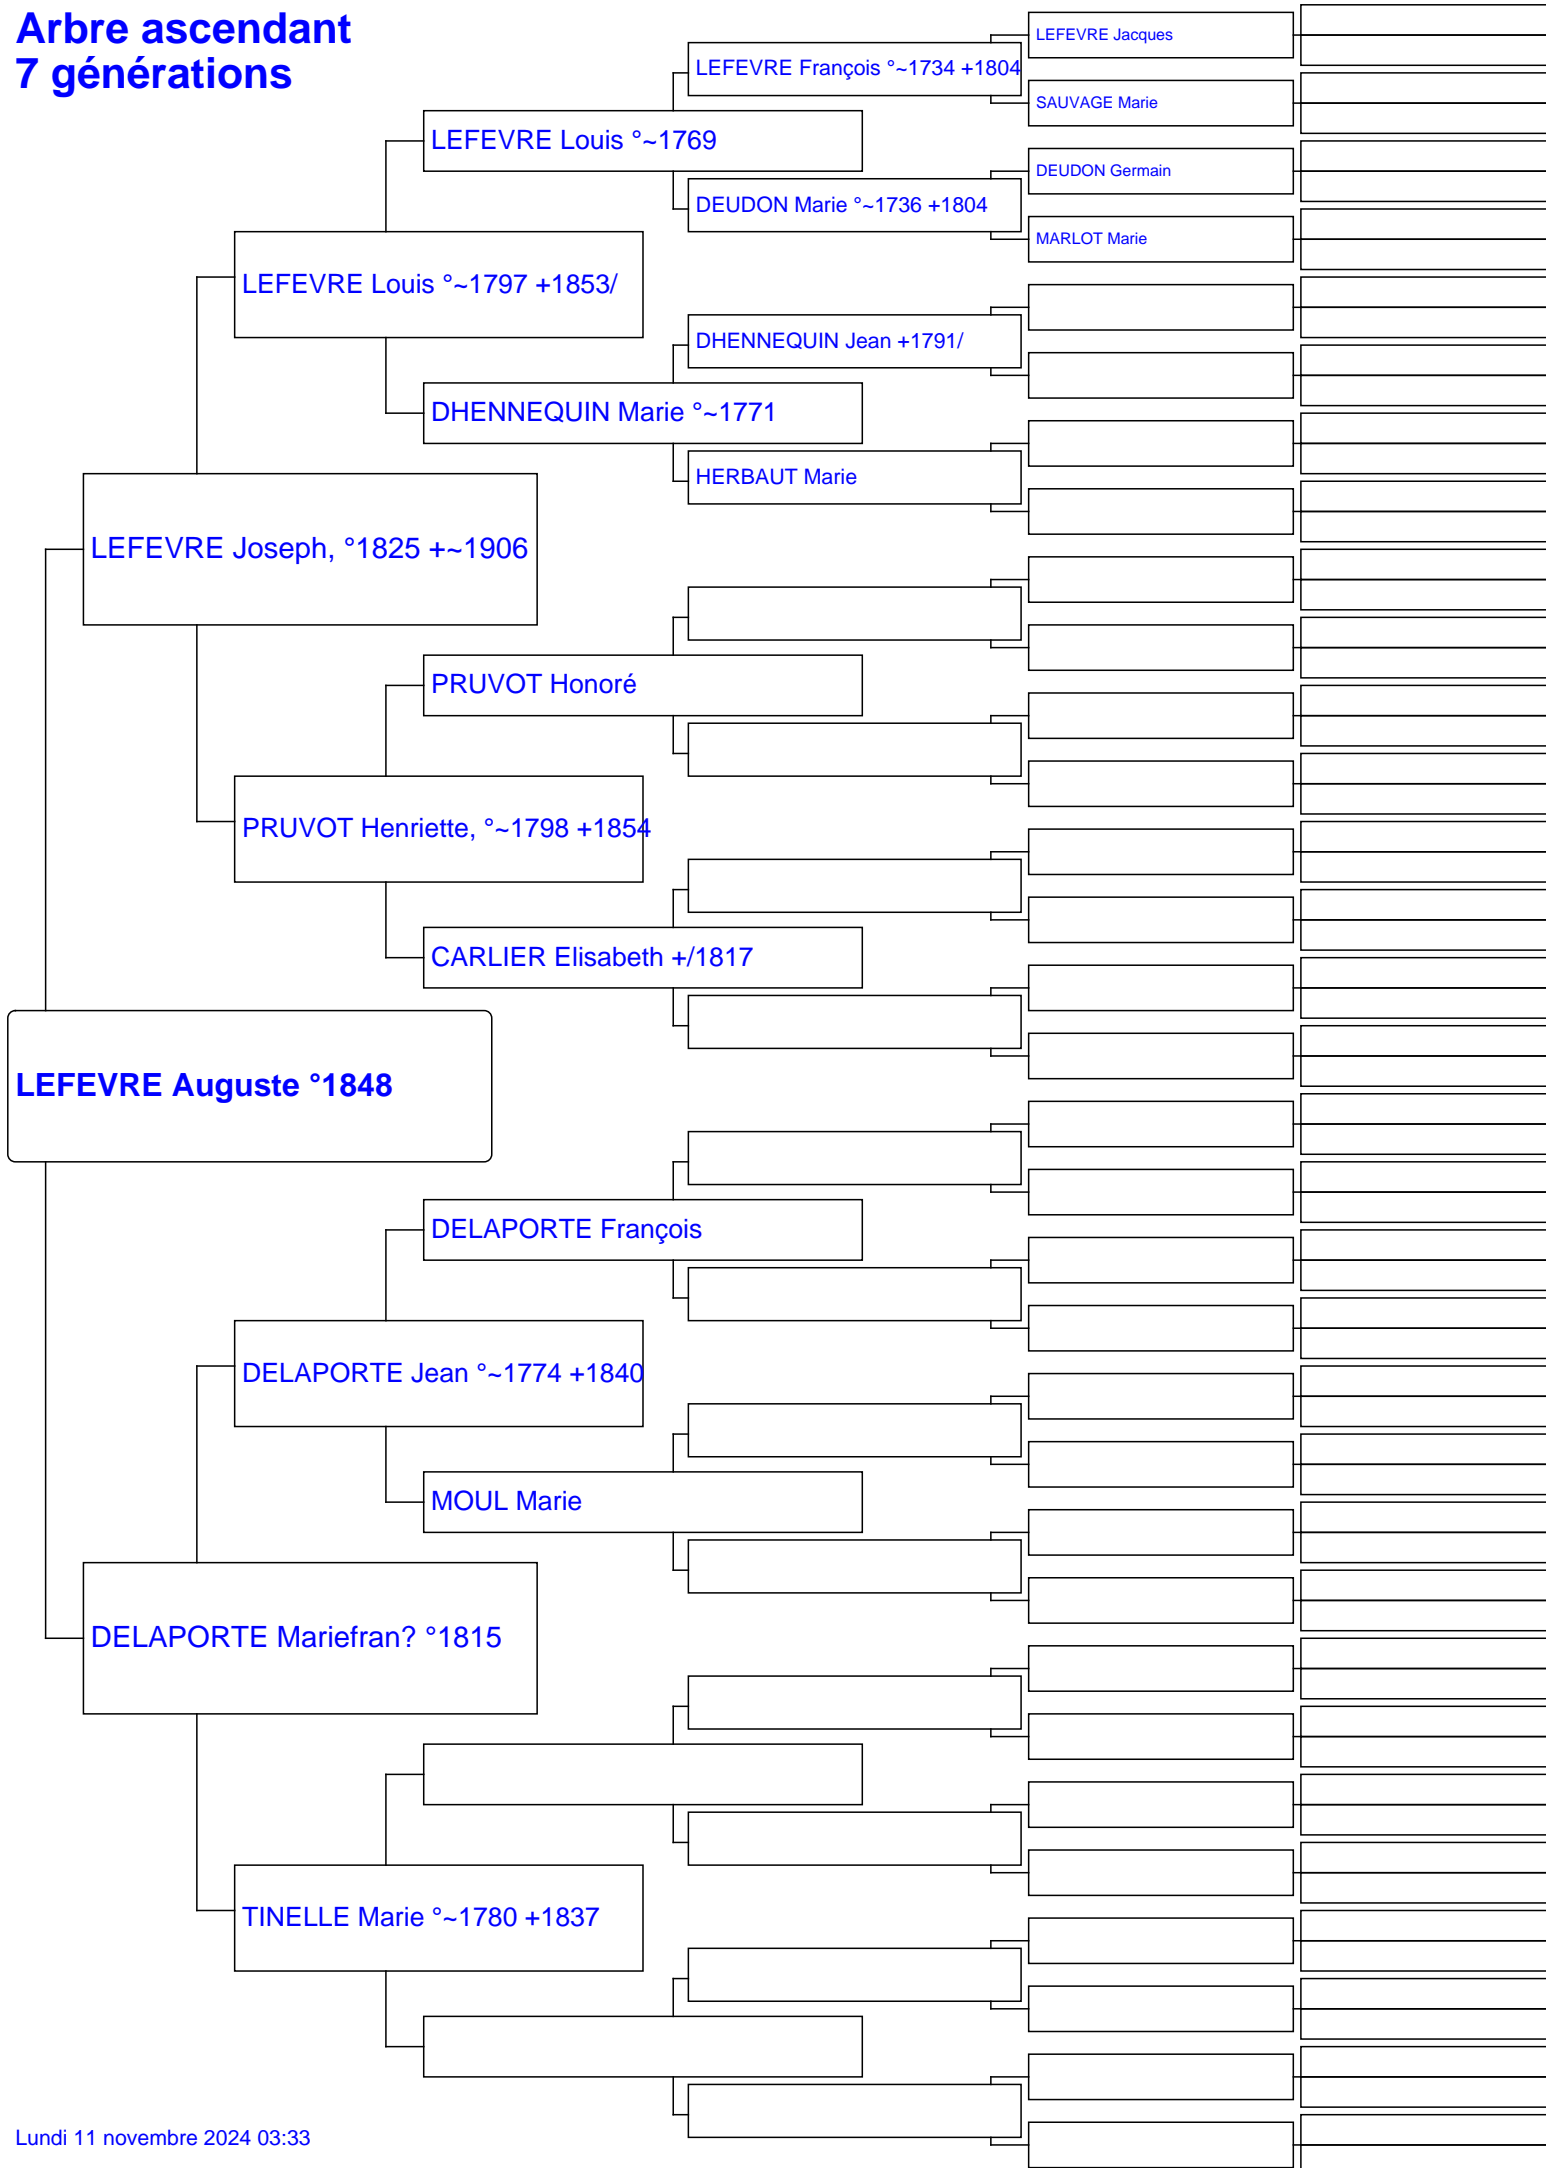 Arbre ascendant
7 générations
LEFEVRE Jacques
LEFEVRE François °~1734 +1804
SAUVAGE Marie
LEFEVRE Louis °~1769
DEUDON Germain
DEUDON Marie °~1736 +1804
MARLOT Marie
LEFEVRE Louis °~1797 +1853/
DHENNEQUIN Jean +1791/
DHENNEQUIN Marie °~1771
HERBAUT Marie
LEFEVRE Joseph, °1825 +~1906
PRUVOT Honoré
PRUVOT Henriette, °~1798 +1854
CARLIER Elisabeth +/1817
LEFEVRE Auguste °1848
DELAPORTE François
DELAPORTE Jean °~1774 +1840
MOUL Marie
DELAPORTE Mariefran? °1815
TINELLE Marie °~1780 +1837
Lundi 11 novembre 2024 03:33